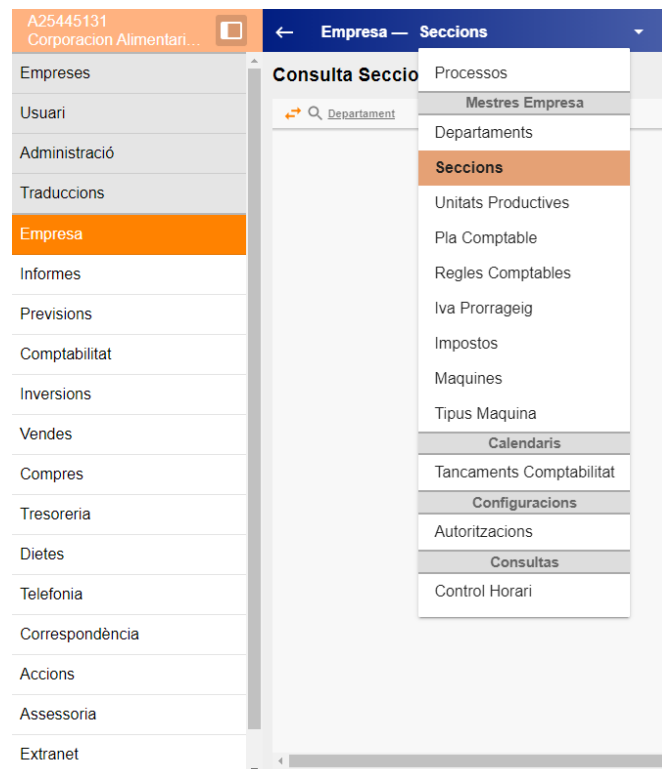 A25445131
Corporacion Alimentari...
Empreses
Usuari
Administració
Traduccions
Empresa
Informes
Previsions
Comptabilitat
Inversions
Vendes
Compres
Tresoreria
Dietes
Telefonia
Correspondència
Accions
Assessoria
Extranet
Empresa — Seccions
Consulta Seccio
Departament
Processos
Mestres Empresa
Departaments
Seccions
Unitats Productives
Pla Comptable
Regles Comptables
Iva Prorrageig
Impostos
Maquines
Tipus Maquina
Calendaris
Tancaments Comptabilitat
Configuracions
Autoritzacions
Consultas
Control Horari